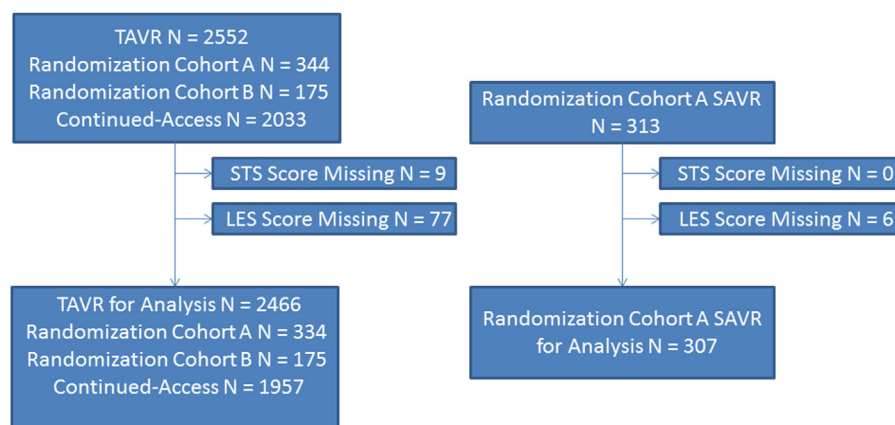 TAVR N = 2552
Randomization Cohort A N = 344
Randomization Cohort B N = 175
Continued-Access N = 2033
STS Score Missing N = 9
LES Score Missing N = 77
TAVR for Analysis N = 2466
Randomization Cohort A N = 334
Randomization Cohort B N = 175
Continued-Access N = 1957
Randomization Cohort A SAVR
N = 313
STS Score Missing N = 0
LES Score Missing N = 6
Randomization Cohort A SAVR
for Analysis N = 307